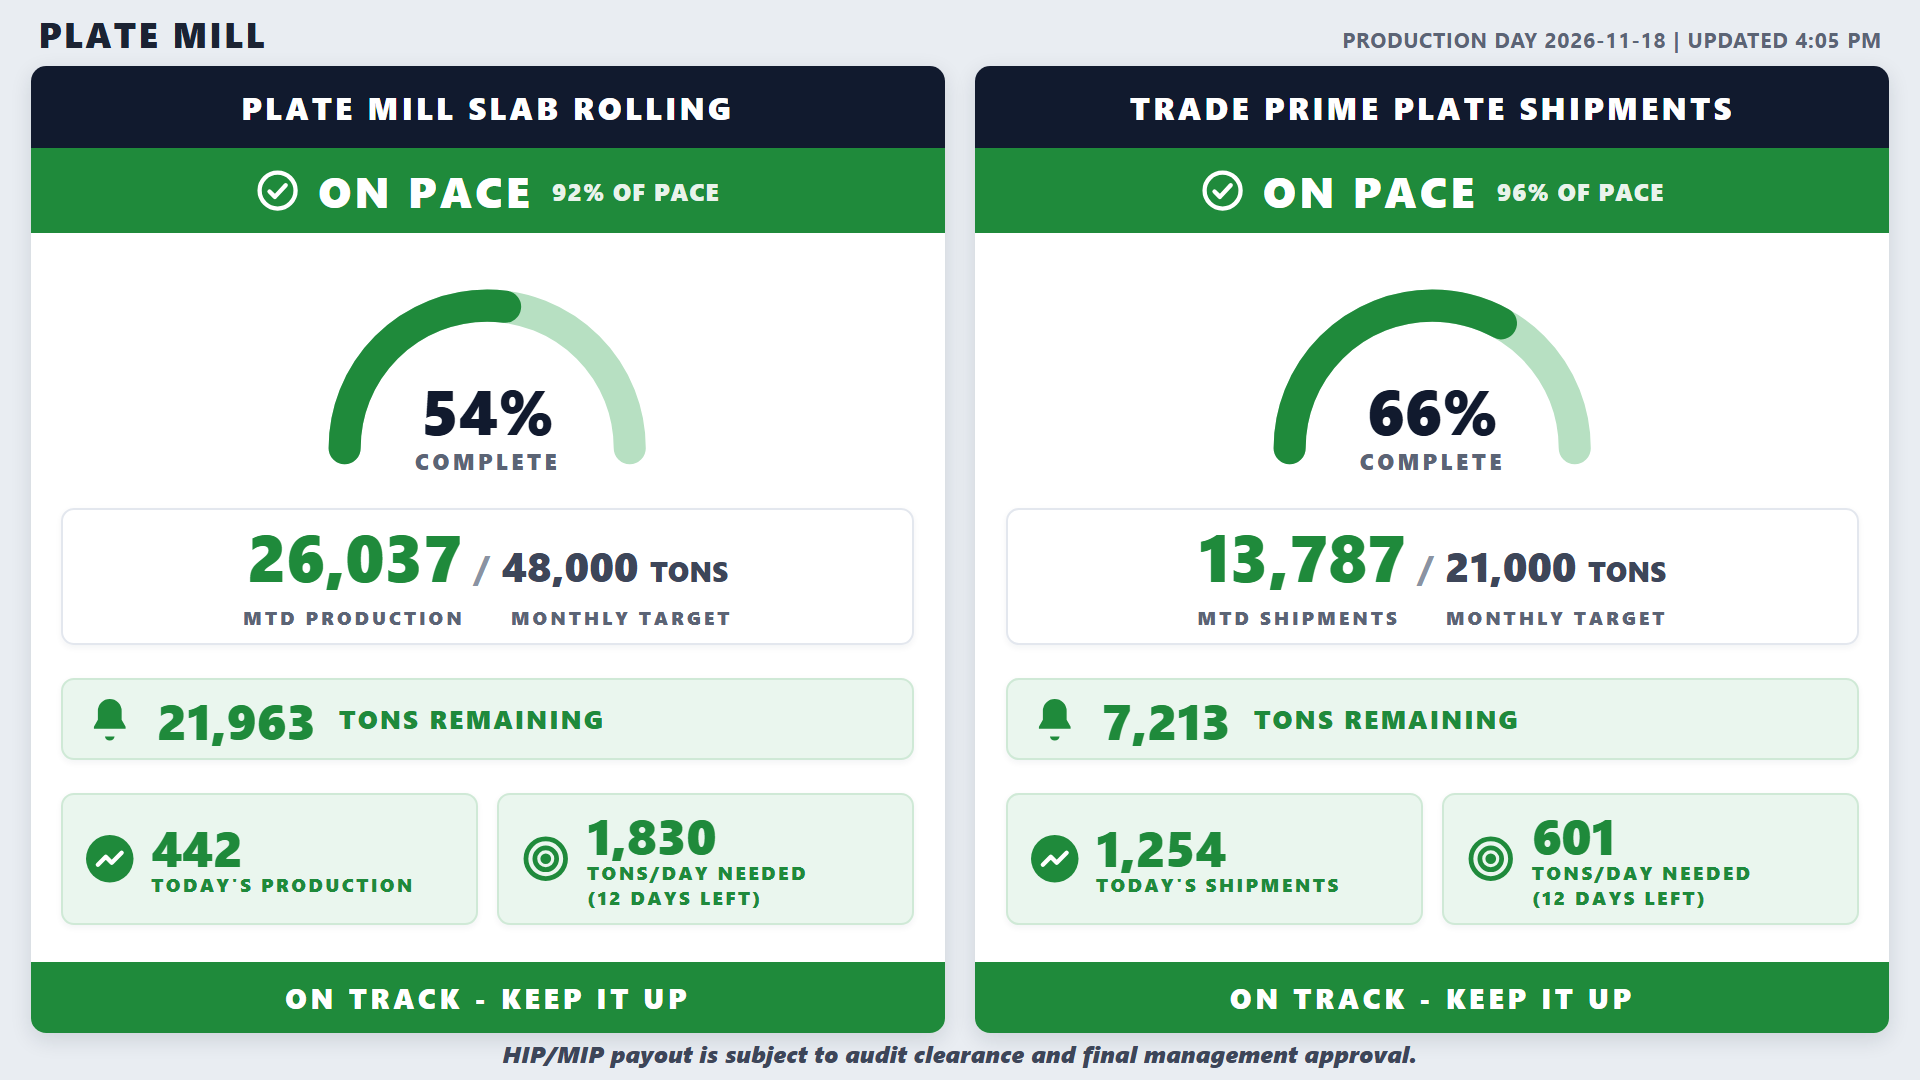 PLATE MILL
PRODUCTION DAY 2026-11-18 | UPDATED 4:05 PM
PLATE MILL SLAB ROLLING
ON PACE 92% OF PACE
54%
COMPLETE
26,037 / 48,000 TONS
MTD PRODUCTION MONTHLY TARGET
21,963 TONS REMAINING
442
TODAY'S PRODUCTION
1,830
TONS/DAY NEEDED
(12 DAYS LEFT)
ON TRACK - KEEP IT UP
TRADE PRIME PLATE SHIPMENTS
ON PACE 96% OF PACE
66%
COMPLETE
13,787 / 21,000 TONS
MTD SHIPMENTS MONTHLY TARGET
7,213 TONS REMAINING
1,254
TODAY'S SHIPMENTS
601
TONS/DAY NEEDED
(12 DAYS LEFT)
ON TRACK - KEEP IT UP
HIP/MIP payout is subject to audit clearance and final management approval.